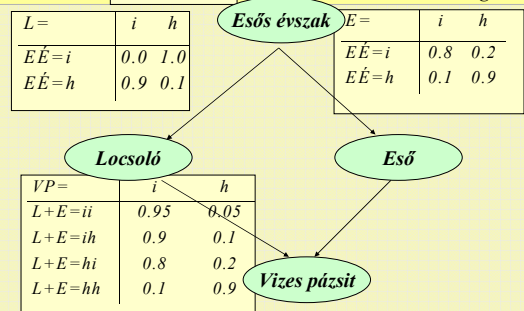 Esős évszak
L= i h
EÉ=i 0.0 1.0
EÉ=h 0.9 0.1
E= i h
EÉ=i 0.8 0.2
EÉ=h 0.1 0.9
Locsoló
Eső
VP= i h
L+E=ii 0.95 0.05
L+E=ih 0.9 0.1
L+E=hi 0.8 0.2
L+E=hh 0.1 0.9
Vizes pázsit